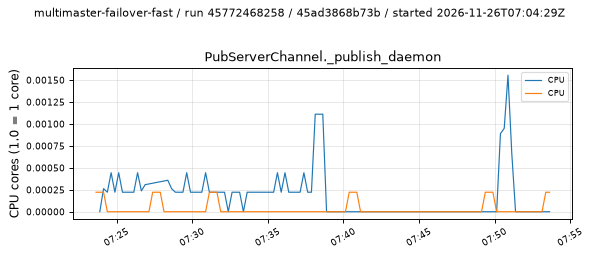 multimaster-failover-fast / run 45772468258 / 45ad3868b73b / started 2026-11-26T07:04:29Z
PubServerChannel._publish_daemon
CPU cores (1.0 = 1 core)
0.00150
0.00125
0.00100
0.00075
0.00050
0.00025
0.00000
CPU
CPU
07:25
07:30
07:35
07:40
07:45
07:50
07:55